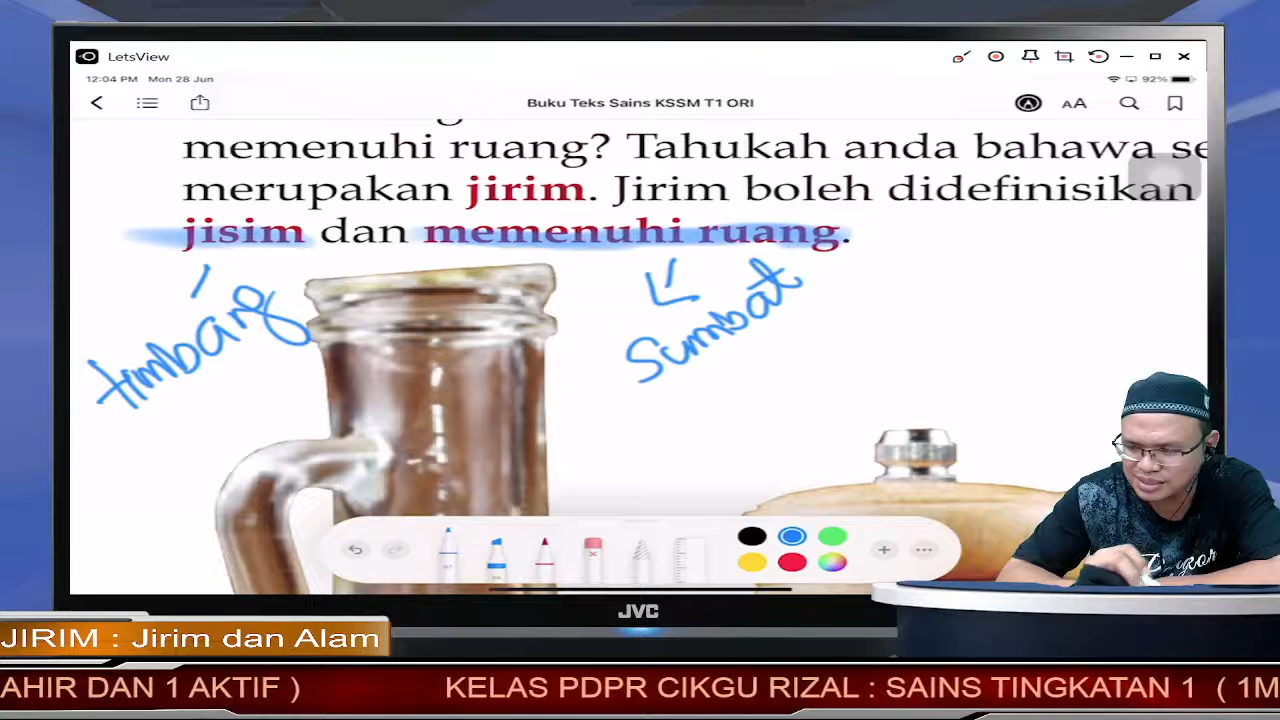 LetsView
12:04 PM Mon 28 Jun
92%
Buku Teks Sains KSSM T1 ORI
AA
memenuhi ruang? Tahukah anda bahawa se
merupakan jirim. Jirim boleh didefinisikan
jisim dan memenuhi ruang.
timbang
Sumbat
JVC
JIRIM : Jirim dan Alam
AHIR DAN 1 AKTIF ) KELAS PDPR CIKGU RIZAL : SAINS TINGKATAN 1 ( 1M